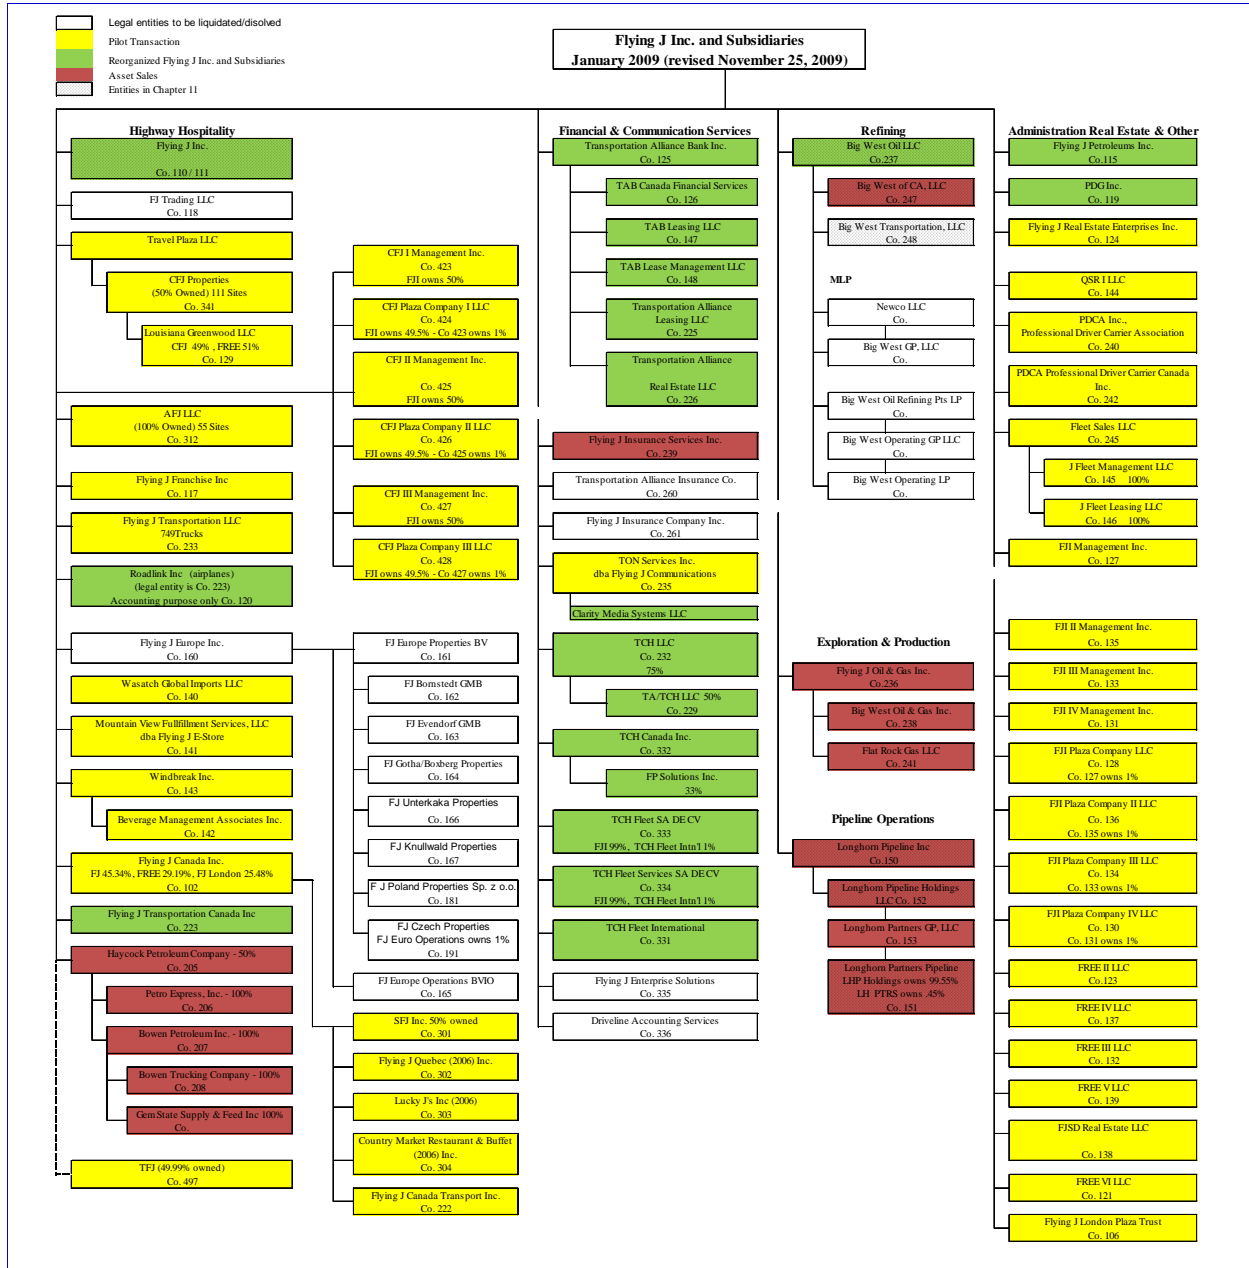 Legal entities to be liquidated/disolved
Pilot Transaction
Reorganized Flying J Inc. and Subsidiaries
Asset Sales
Entities in Chapter 11
Flying J Inc. and Subsidiaries
January 2009 (revised November 25, 2009)
Highway Hospitality
Flying J Inc.
Co. 110 / 111
FJ Trading LLC
Co. 118
Travel Plaza LLC
CFJ Properties
(50% Owned) 111 Sites
Co. 341
Louisiana Greenwood LLC
CFJ 49% , FREE 51%
Co. 129
AFJ LLC
(100% Owned) 55 Sites
Co. 312
Flying J Franchise Inc
Co. 117
Flying J Transportation LLC
749Trucks
Co. 233
Roadlink Inc (airplanes)
(legal entity is Co. 223)
Accounting purpose only Co. 120
Flying J Europe Inc.
Co. 160
Wasatch Global Imports LLC
Co. 140
Mountain View Fullfillment Services, LLC
dba Flying J E-Store
Co. 141
Windbreak Inc.
Co. 143
Beverage Management Associates Inc.
Co. 142
Flying J Canada Inc.
FJ 45.34%, FREE 29.19%, FJ London 25.48%
Co. 102
Flying J Transportation Canada Inc
Co. 223
Haycock Petroleum Company - 50%
Co. 205
Petro Express, Inc. - 100%
Co. 206
Bowen Petroleum Inc. - 100%
Co. 207
Bowen Trucking Company - 100%
Co. 208
Gem State Supply & Feed Inc 100%
Co.
TFJ (49.99% owned)
Co. 497
CFJ I Management Inc.
Co. 423
FJI owns 50%
CFJ Plaza Company I LLC
Co. 424
FJI owns 49.5% - Co 423 owns 1%
CFJ II Management Inc.
Co. 425
FJI owns 50%
CFJ Plaza Company II LLC
Co. 426
FJI owns 49.5% - Co 425 owns 1%
CFJ III Management Inc.
Co. 427
FJI owns 50%
CFJ Plaza Company III LLC
Co. 428
FJI owns 49.5% - Co 427 owns 1%
FJ Europe Properties BV
Co. 161
FJ Bornstedt GMB
Co. 162
FJ Evendorf GMB
Co. 163
FJ Gotha/Boxberg Properties
Co. 164
FJ Unterkaka Properties
Co. 166
FJ Knullwald Properties
Co. 167
F J Poland Properties Sp. z o.o.
Co. 181
FJ Czech Properties
FJ Euro Operations owns 1%
Co. 191
FJ Europe Operations BVIO
Co. 165
SFJ Inc. 50% owned
Co. 301
Flying J Quebec (2006) Inc.
Co. 302
Lucky J's Inc (2006)
Co. 303
Country Market Restaurant & Buffet
(2006) Inc.
Co. 304
Flying J Canada Transport Inc.
Co. 222
Financial & Communication Services
Transportation Alliance Bank Inc.
Co. 125
TAB Canada Financial Services
Co. 126
TAB Leasing LLC
Co. 147
TAB Lease Management LLC
Co. 148
Transportation Alliance
Leasing LLC
Co. 225
Transportation Alliance
Real Estate LLC
Co. 226
Flying J Insurance Services Inc.
Co. 239
Transportation Alliance Insurance Co.
Co. 260
Flying J Insurance Company Inc.
Co. 261
TON Services Inc.
dba Flying J Communications
Co. 235
Clarity Media Systems LLC
TCH LLC
Co. 232
75%
TA/TCH LLC 50%
Co. 229
TCH Canada Inc.
Co. 332
FP Solutions Inc.
33%
TCH Fleet SA DE CV
Co. 333
FJI 99%, TCH Fleet Intn'l 1%
TCH Fleet Services SA DE CV
Co. 334
FJI 99%, TCH Fleet Intn'l 1%
TCH Fleet International
Co. 331
Flying J Enterprise Solutions
Co. 335
Driveline Accounting Services
Co. 336
Refining
Big West Oil LLC
Co.237
Big West of CA, LLC
Co. 247
Big West Transportation, LLC
Co. 248
MLP
Newco LLC
Co.
Big West GP, LLC
Co.
Big West Oil Refining Pts LP
Co.
Big West Operating GP LLC
Co.
Big West Operating LP
Co.
Exploration & Production
Flying J Oil & Gas Inc.
Co.236
Big West Oil & Gas Inc.
Co. 238
Flat Rock Gas LLC
Co. 241
Pipeline Operations
Longhorn Pipeline Inc
Co.150
Longhorn Pipeline Holdings
LLC Co. 152
Longhorn Partners GP, LLC
Co. 153
Longhorn Partners Pipeline
LHP Holdings owns 99.55%
LH PTRS owns .45%
Co. 151
Administration Real Estate & Other
Flying J Petroleums Inc.
Co.115
PDG Inc.
Co. 119
Flying J Real Estate Enterprises Inc.
Co. 124
QSR I LLC
Co. 144
PDCA Inc.,
Professional Driver Carrier Association
Co. 240
PDCA Professional Driver Carrier Canada
Inc.
Co. 242
Fleet Sales LLC
Co. 245
J Fleet Management LLC
Co. 145 100%
J Fleet Leasing LLC
Co. 146 100%
FJI Management Inc.
Co. 127
FJI II Management Inc.
Co. 135
FJI III Management Inc.
Co. 133
FJI IV Management Inc.
Co. 131
FJI Plaza Company LLC
Co. 128
Co. 127 owns 1%
FJI Plaza Company II LLC
Co. 136
Co. 135 owns 1%
FJI Plaza Company III LLC
Co. 134
Co. 133 owns 1%
FJI Plaza Company IV LLC
Co. 130
Co. 131 owns 1%
FREE II LLC
Co.123
FREE IV LLC
Co. 137
FREE III LLC
Co. 132
FREE V LLC
Co. 139
FJSD Real Estate LLC
Co. 138
FREE VI LLC
Co. 121
Flying J London Plaza Trust
Co. 106